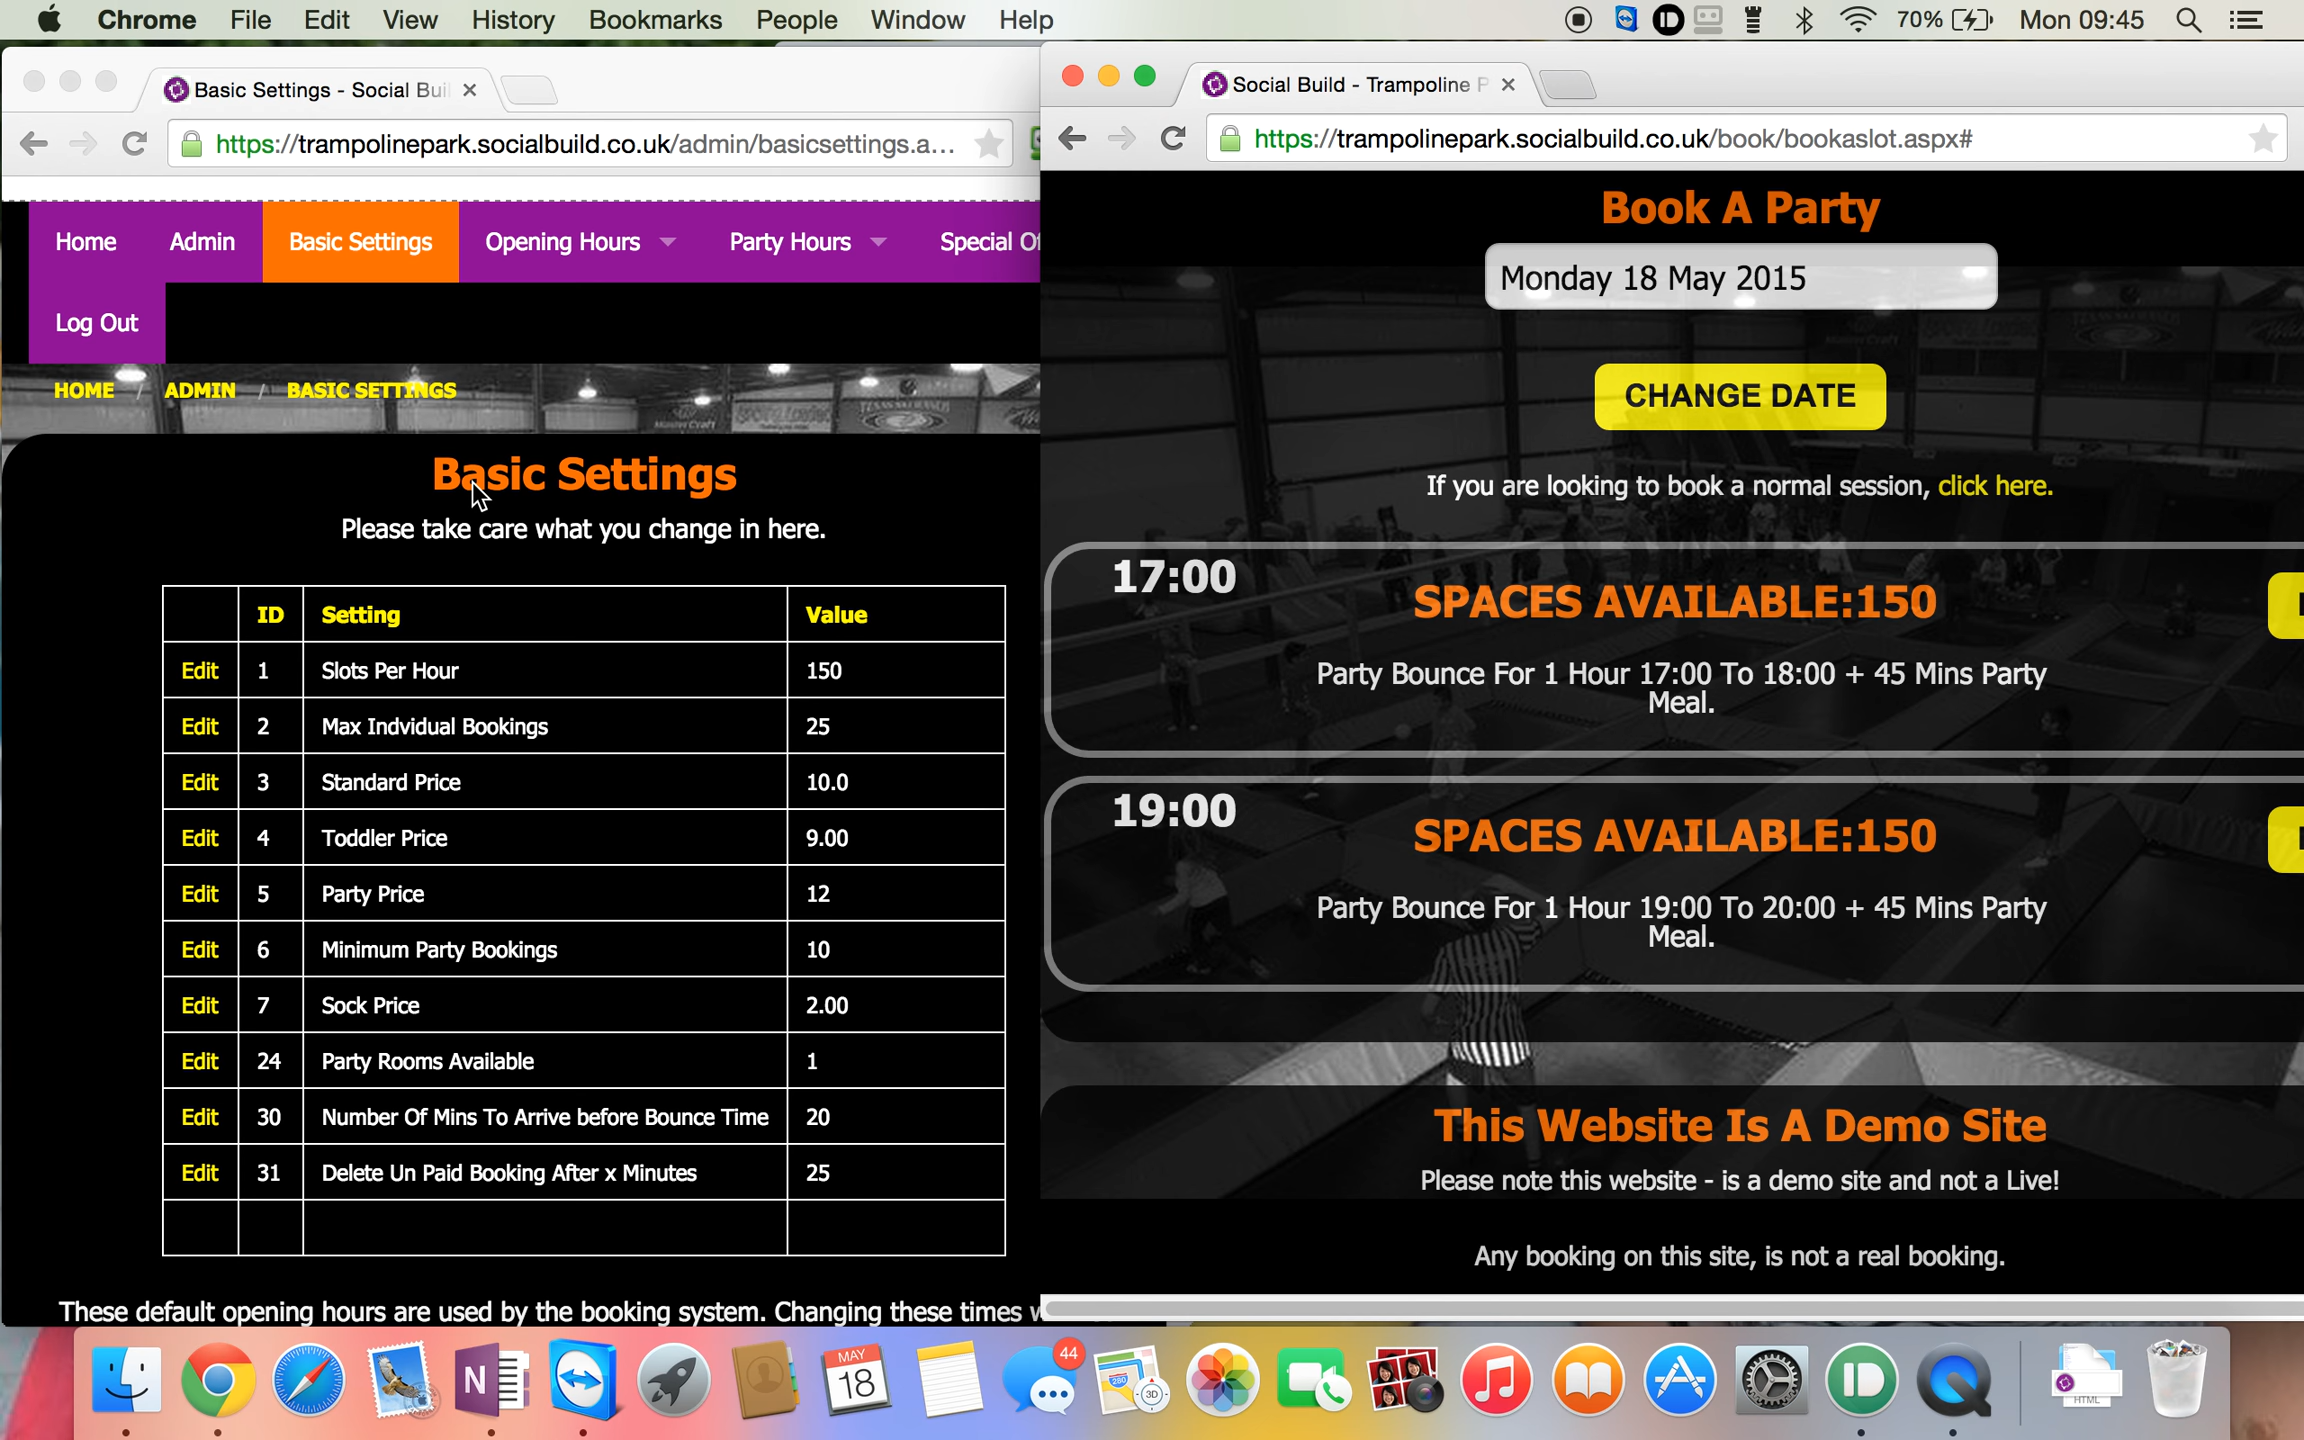 Chrome File Edit View History Bookmarks People Window Help
70% Mon 09:45
Basic Settings - Social Buil
https://trampolinepark.socialbuild.co.uk/admin/basicsettings.a...
Home Admin Basic Settings Opening Hours Party Hours Special Of
Log Out
HOME / ADMIN / BASIC SETTINGS
Basic Settings
Please take care what you change in here.
ID Setting Value
Edit 1 Slots Per Hour 150
Edit 2 Max Indvidual Bookings 25
Edit 3 Standard Price 10.0
Edit 4 Toddler Price 9.00
Edit 5 Party Price 12
Edit 6 Minimum Party Bookings 10
Edit 7 Sock Price 2.00
Edit 24 Party Rooms Available 1
Edit 30 Number Of Mins To Arrive before Bounce Time 20
Edit 31 Delete Un Paid Booking After x Minutes 25
These default opening hours are used by the booking system. Changing these times
Social Build - Trampoline P
https://trampolinepark.socialbuild.co.uk/book/bookaslot.aspx#
Book A Party
Monday 18 May 2015
CHANGE DATE
If you are looking to book a normal session, click here.
17:00
SPACES AVAILABLE:150
Party Bounce For 1 Hour 17:00 To 18:00 + 45 Mins Party
Meal.
19:00
SPACES AVAILABLE:150
Party Bounce For 1 Hour 19:00 To 20:00 + 45 Mins Party
Meal.
This Website Is A Demo Site
Please note this website - is a demo site and not a Live!
Any booking on this site, is not a real booking.
N
MAY
18
44
280
3D
HTML